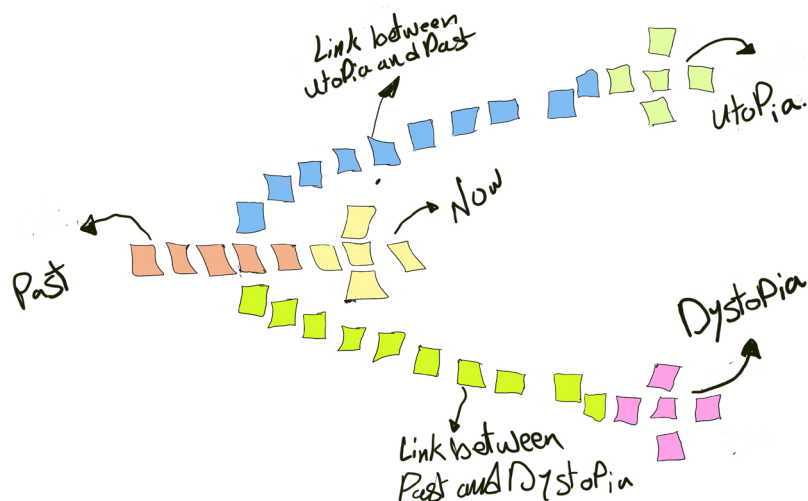 Link between
utopia and Past
utoPia.
Now
Past
DystoPia
Link between
Past and DystoPia